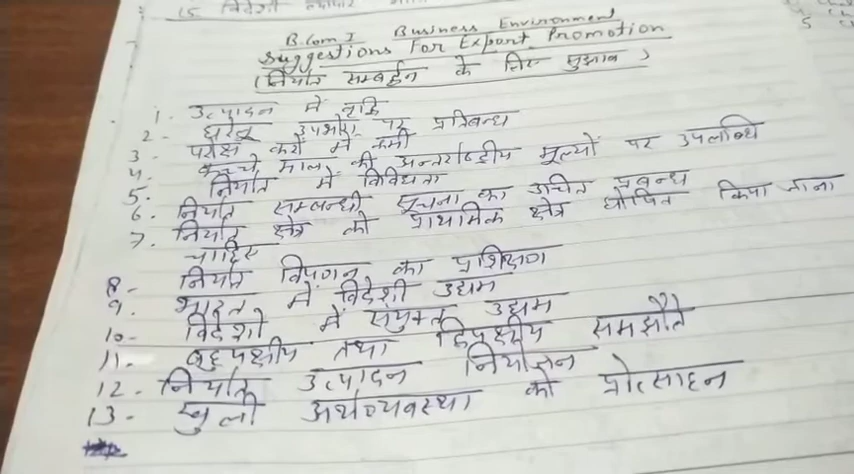 15. विदेशी व्यापार
B.Com I Business Environment
Suggestions For Export Promotion
(निर्यात सम्बर्द्धन के लिए सुझाव)
1. उत्पादन में वृद्धि
2- घरेलू उपभोग पर प्रतिबन्ध
3- परोक्ष करों में कमी
4. कच्चे माल की अन्तर्राष्ट्रीय मूल्यों पर उपलब्धि
5. निर्यात में विविधता
6. निर्यात सम्बन्धी सूचना का उचित प्रबन्ध
7. निर्यात क्षेत्र को प्राथमिक क्षेत्र घोषित किया जाना
चाहिए
8- निर्यात विपणन का प्रशिक्षण
9. भारत में विदेशी उद्यम
10- विदेशों में संयुक्त उद्यम
11. बहुपक्षीय तथा द्विपक्षीय समझौते
12. निर्यात उत्पादन नियोजन
13- खुली अर्थव्यवस्था को प्रोत्साहन